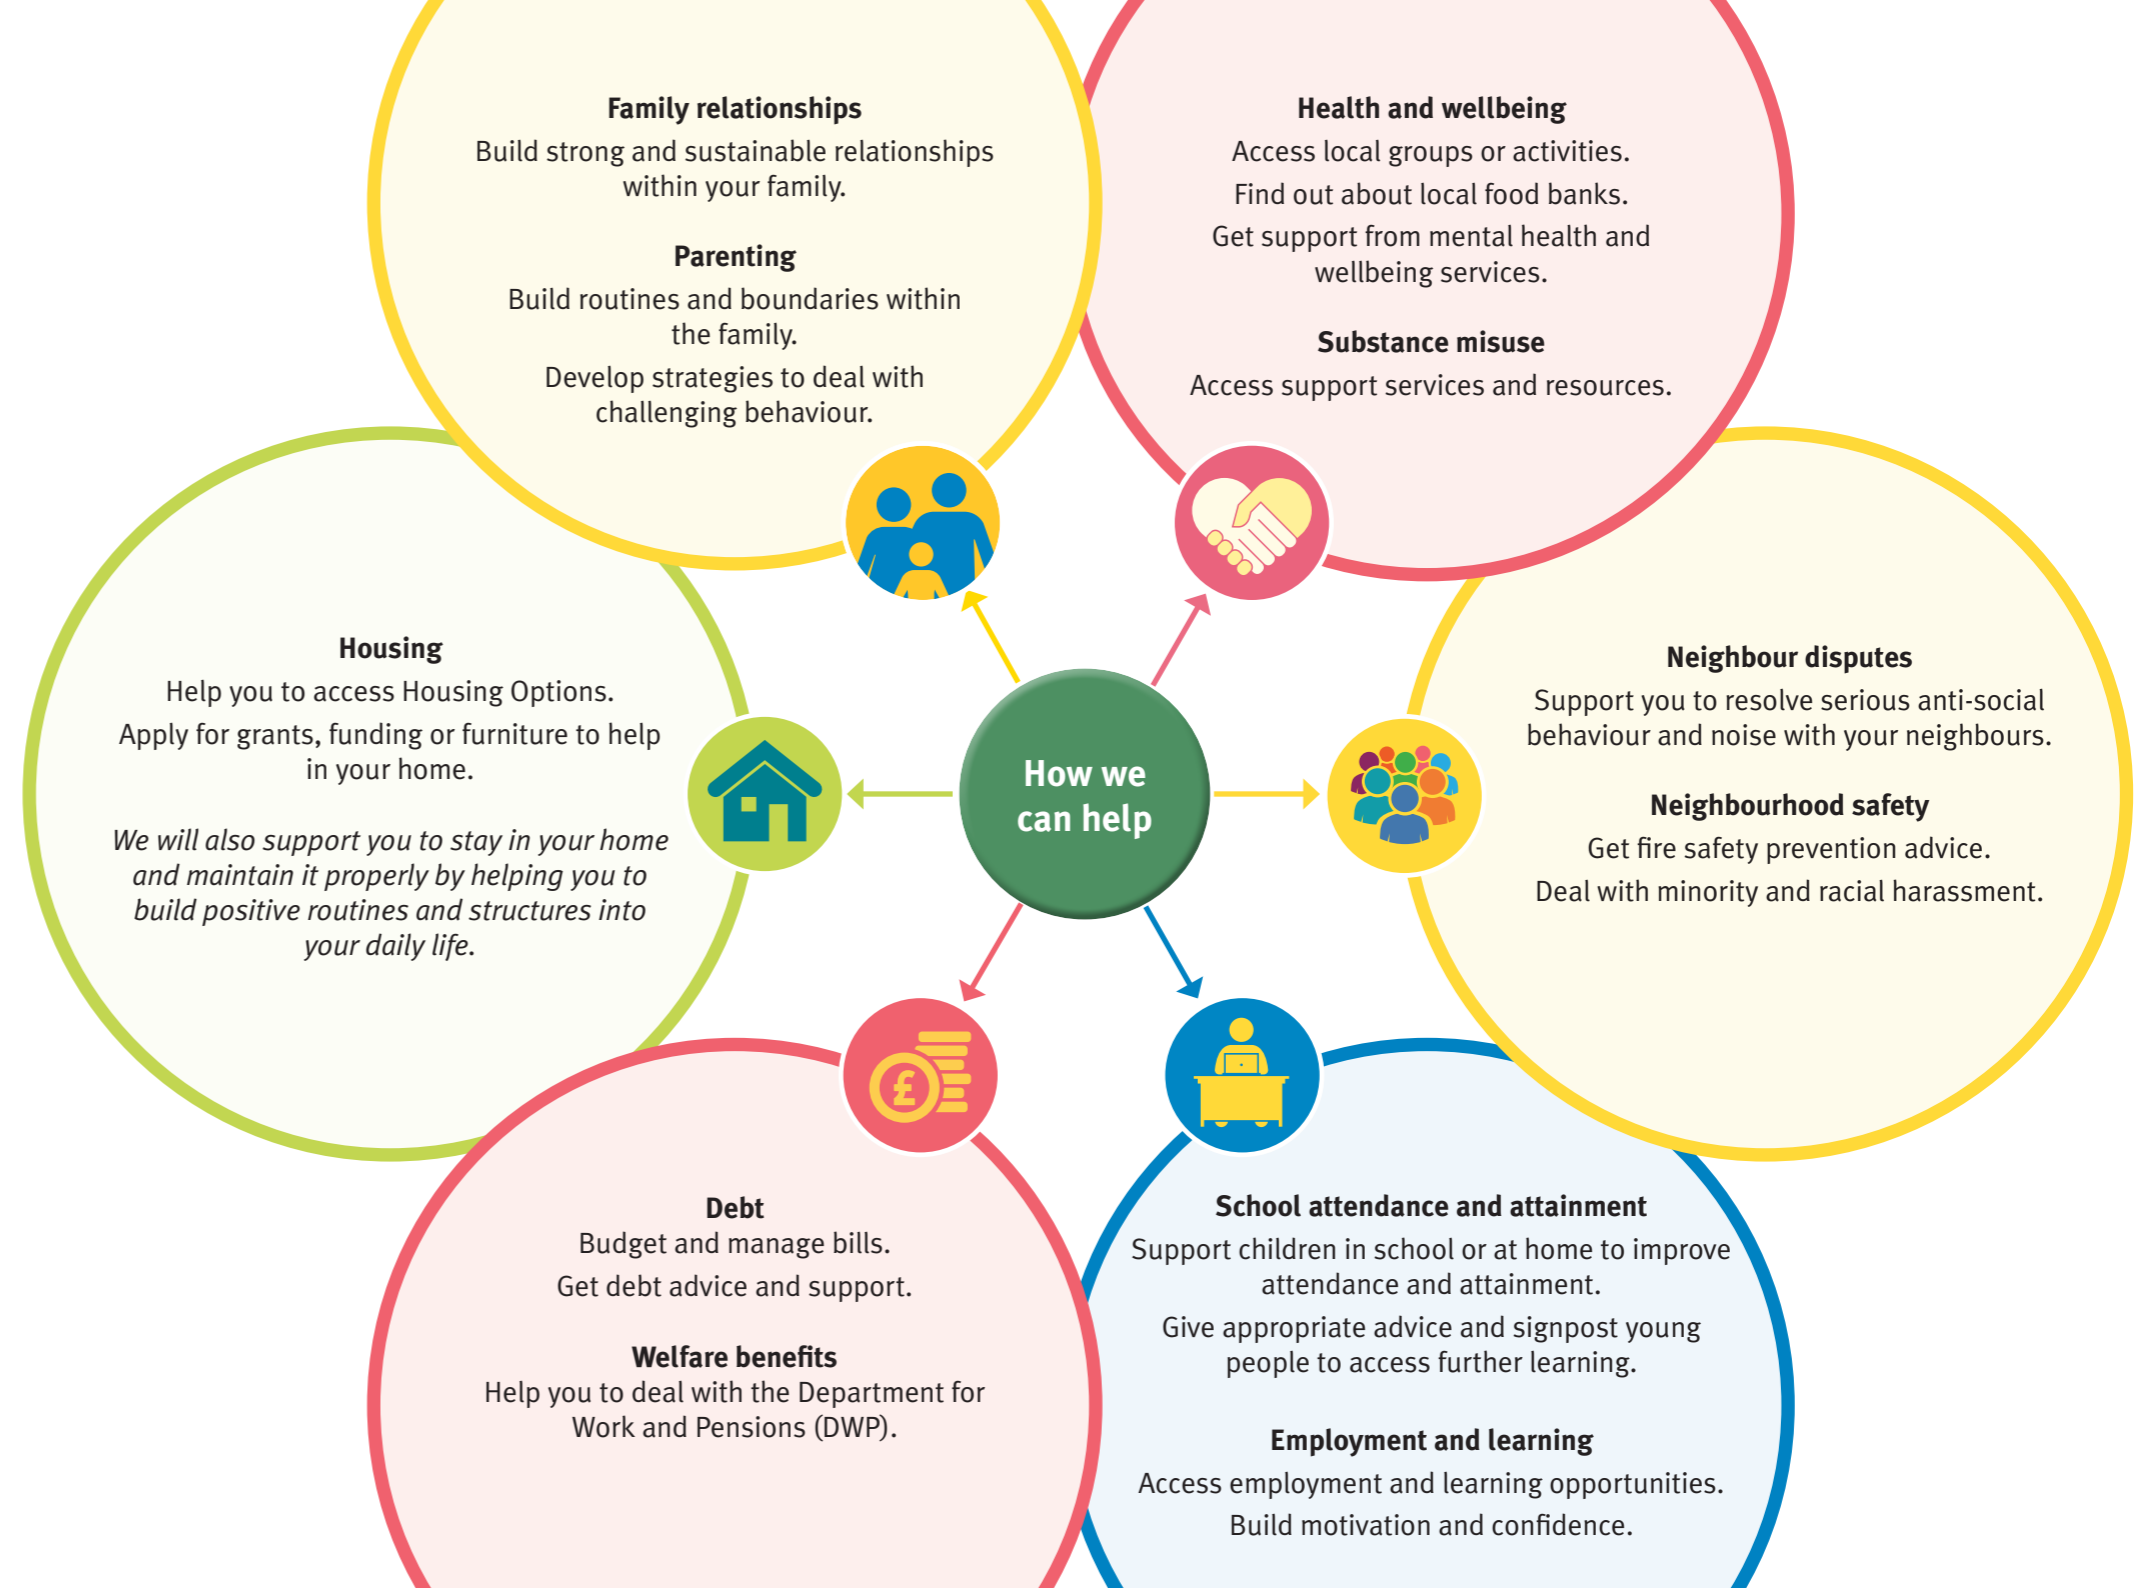 Family relationships
Build strong and sustainable relationships
within your family.
Parenting
Build routines and boundaries within
the family.
Develop strategies to deal with
challenging behaviour.
Health and wellbeing
Access local groups or activities.
Find out about local food banks.
Get support from mental health and
wellbeing services.
Substance misuse
Access support services and resources.
Housing
Help you to access Housing Options.
Apply for grants, funding or furniture to help
in your home.
We will also support you to stay in your home
and maintain it properly by helping you to
build positive routines and structures into
your daily life.
How we
can help
Neighbour disputes
Support you to resolve serious anti-social
behaviour and noise with your neighbours.
Neighbourhood safety
Get fire safety prevention advice.
Deal with minority and racial harassment.
£
Debt
Budget and manage bills.
Get debt advice and support.
Welfare benefits
Help you to deal with the Department for
Work and Pensions (DWP).
School attendance and attainment
Support children in school or at home to improve
attendance and attainment.
Give appropriate advice and signpost young
people to access further learning.
Employment and learning
Access employment and learning opportunities.
Build motivation and confidence.